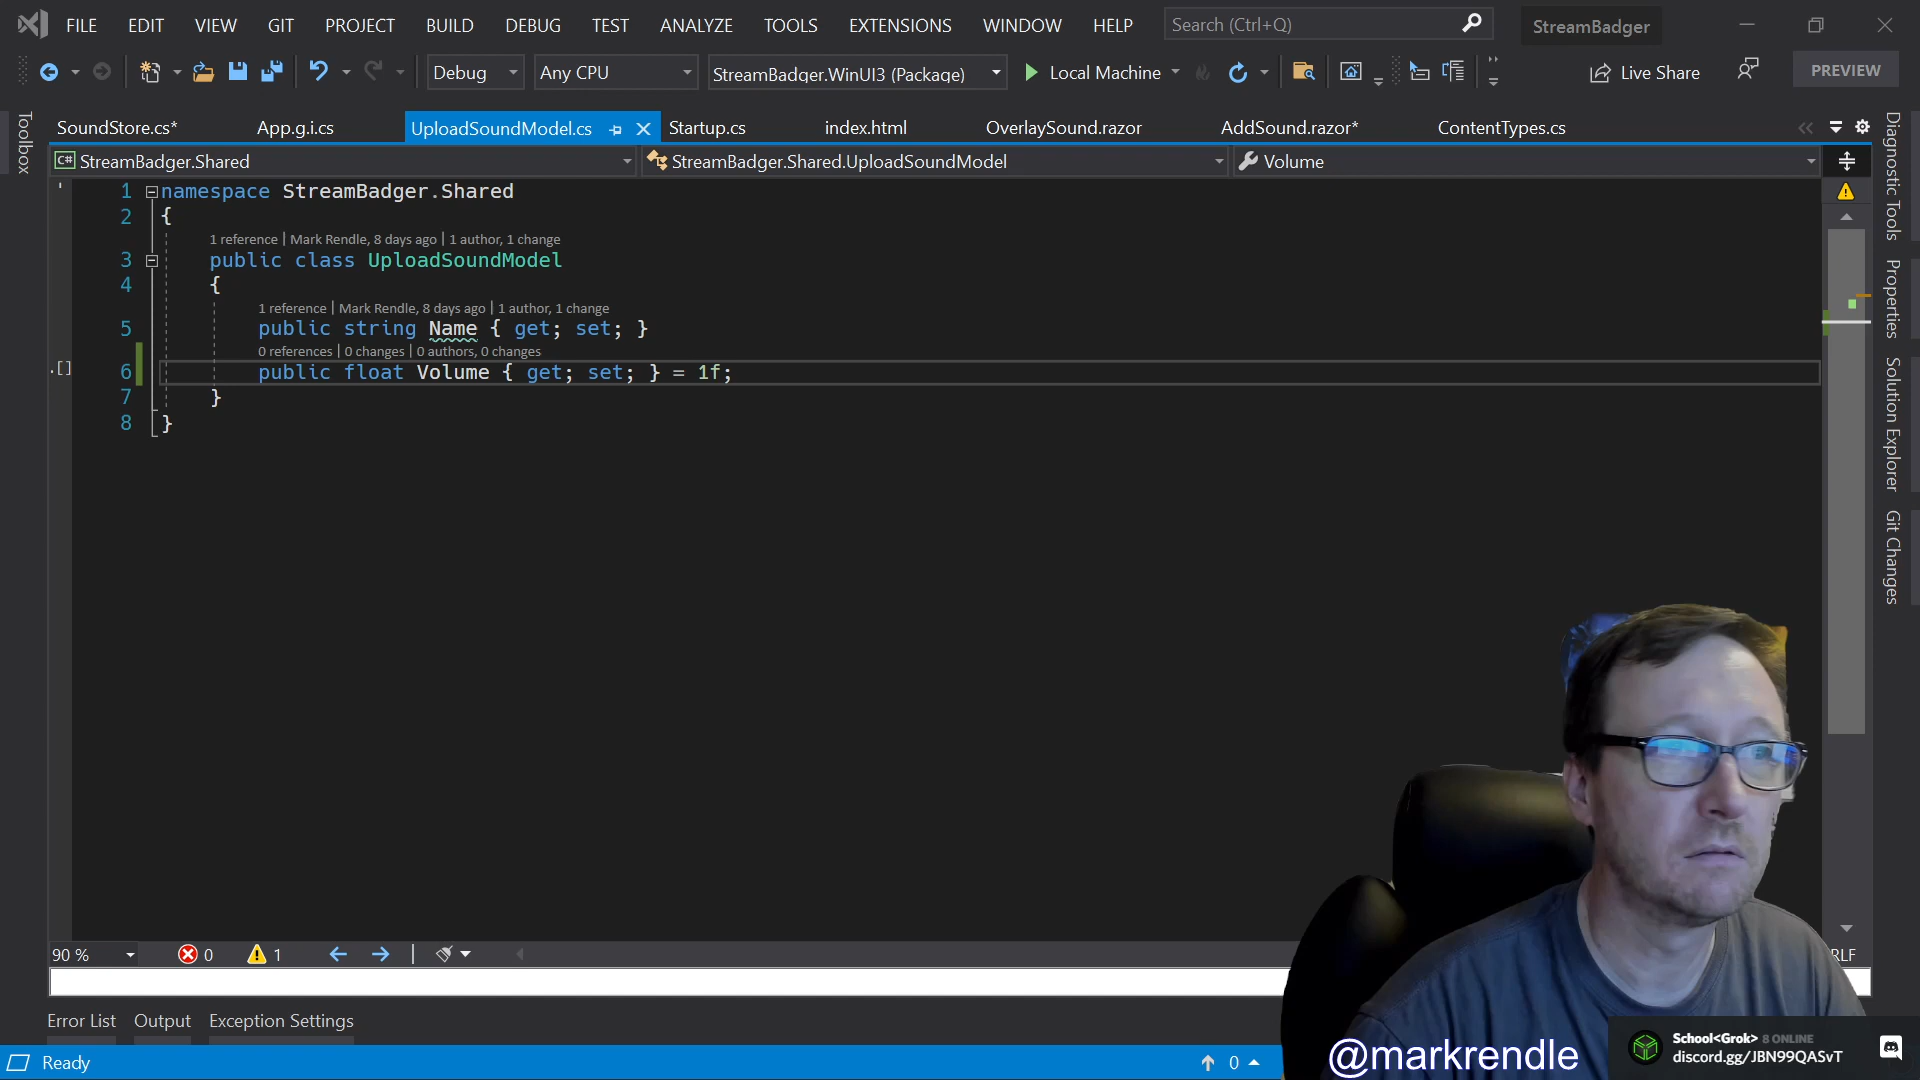 FILE EDIT VIEW GIT PROJECT BUILD DEBUG TEST ANALYZE TOOLS EXTENSIONS WINDOW HELP Search (Ctrl+Q) StreamBadger
Debug Any CPU StreamBadger.WinUI3 (Package) Local Machine Live Share PREVIEW
SoundStore.cs* App.g.i.cs UploadSoundModel.cs Startup.cs index.html OverlaySound.razor AddSound.razor* ContentTypes.cs
C# StreamBadger.Shared StreamBadger.Shared.UploadSoundModel Volume
1 namespace StreamBadger.Shared
2 {
1 reference | Mark Rendle, 8 days ago | 1 author, 1 change
3 public class UploadSoundModel
4 {
1 reference | Mark Rendle, 8 days ago | 1 author, 1 change
5 public string Name { get; set; }
0 references | 0 changes | 0 authors, 0 changes
6 public float Volume { get; set; } = 1f;
7 }
8 }
Toolbox
Diagnostic Tools
Properties
Solution Explorer
Git Changes
90 % 0 1 RLF
Error List Output Exception Settings
Ready 0
@markrendle
School<Grok> 8 ONLINE
discord.gg/JBN99QASvT